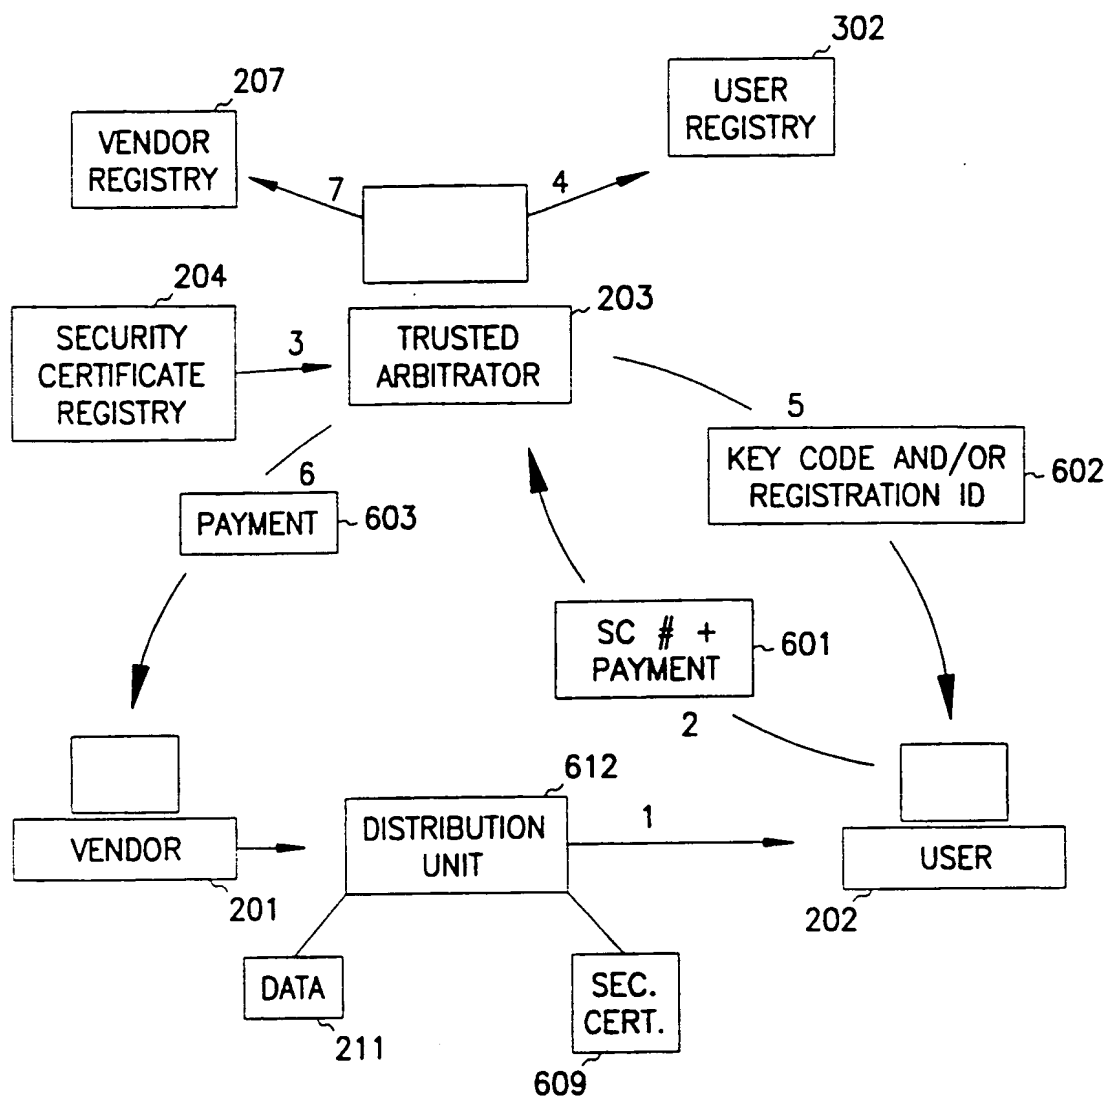 302
USER
REGISTRY
207
VENDOR
REGISTRY
7
4
204
SECURITY
CERTIFICATE
REGISTRY
3
203
TRUSTED
ARBITRATOR
5
KEY CODE AND/OR
REGISTRATION ID
602
6
PAYMENT
603
SC # +
PAYMENT
601
2
612
DISTRIBUTION
UNIT
1
VENDOR
201
USER
202
DATA
211
SEC.
CERT.
609